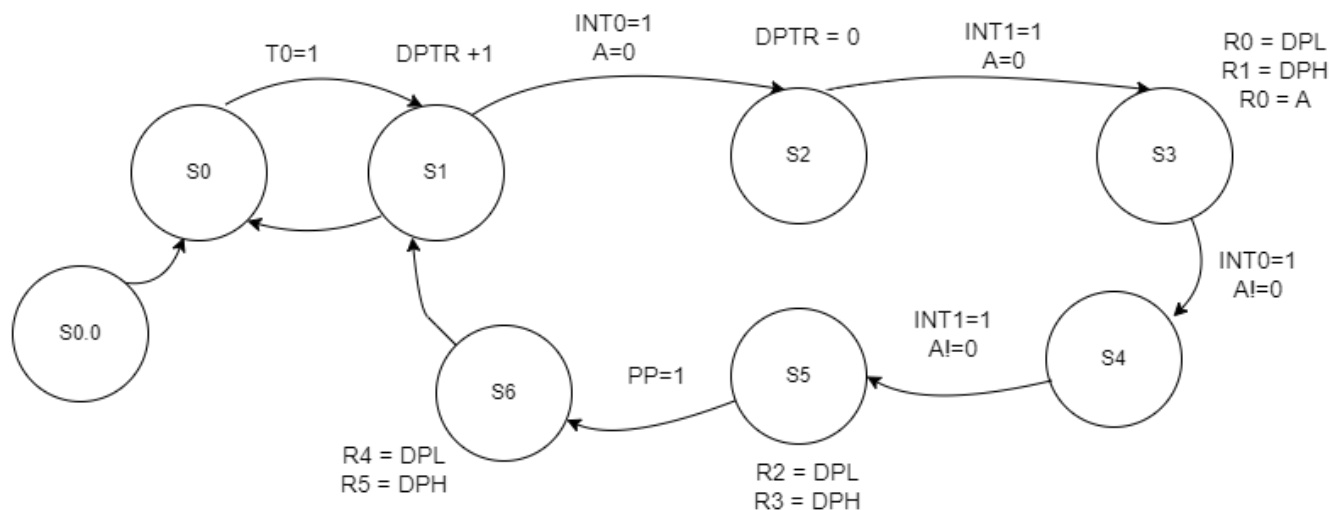 T0=1
DPTR +1
INT0=1
A=0
DPTR = 0
INT1=1
A=0
R0 = DPL
R1 = DPH
R0 = A
S0
S1
S2
S3
INT0=1
A!=0
S0.0
INT1=1
A!=0
S4
PP=1
S5
S6
R4 = DPL
R5 = DPH
R2 = DPL
R3 = DPH